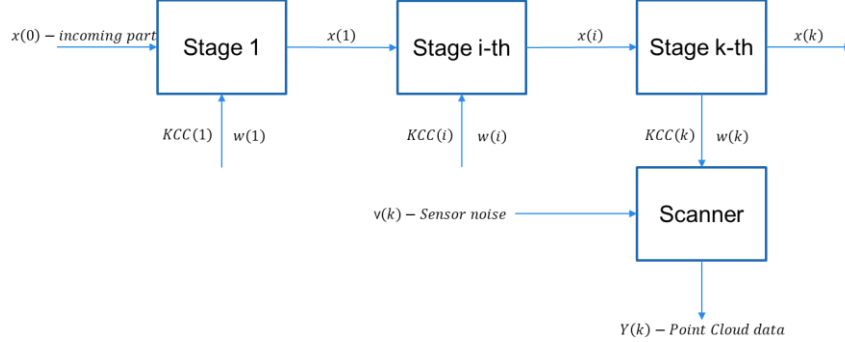 x(0) − incoming part
Stage 1
x(1)
Stage i-th
x(i)
Stage k-th
x(k)
KCC(1) w(1)
KCC(i) w(i)
KCC(k) w(k)
v(k) − Sensor noise
Scanner
Y(k) − Point Cloud data